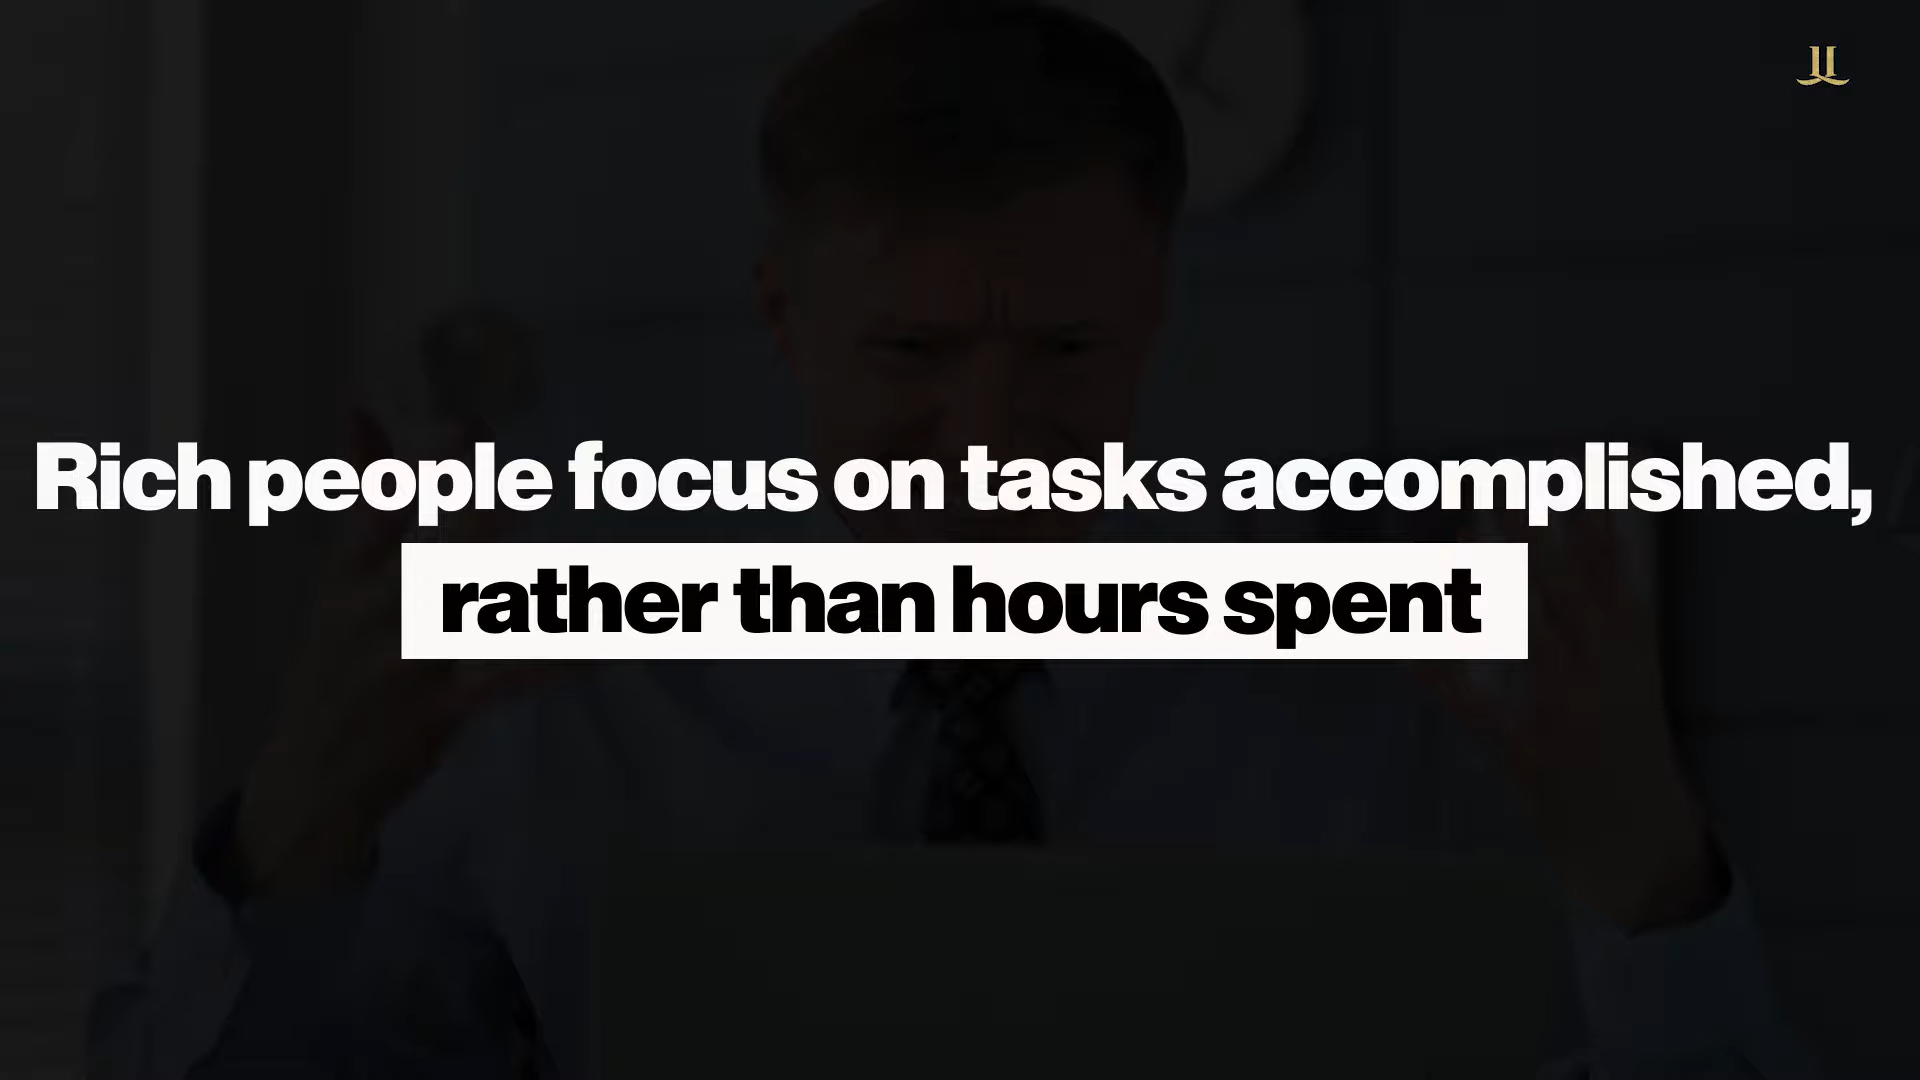 Rich people focus on tasks accomplished,
rather than hours spent